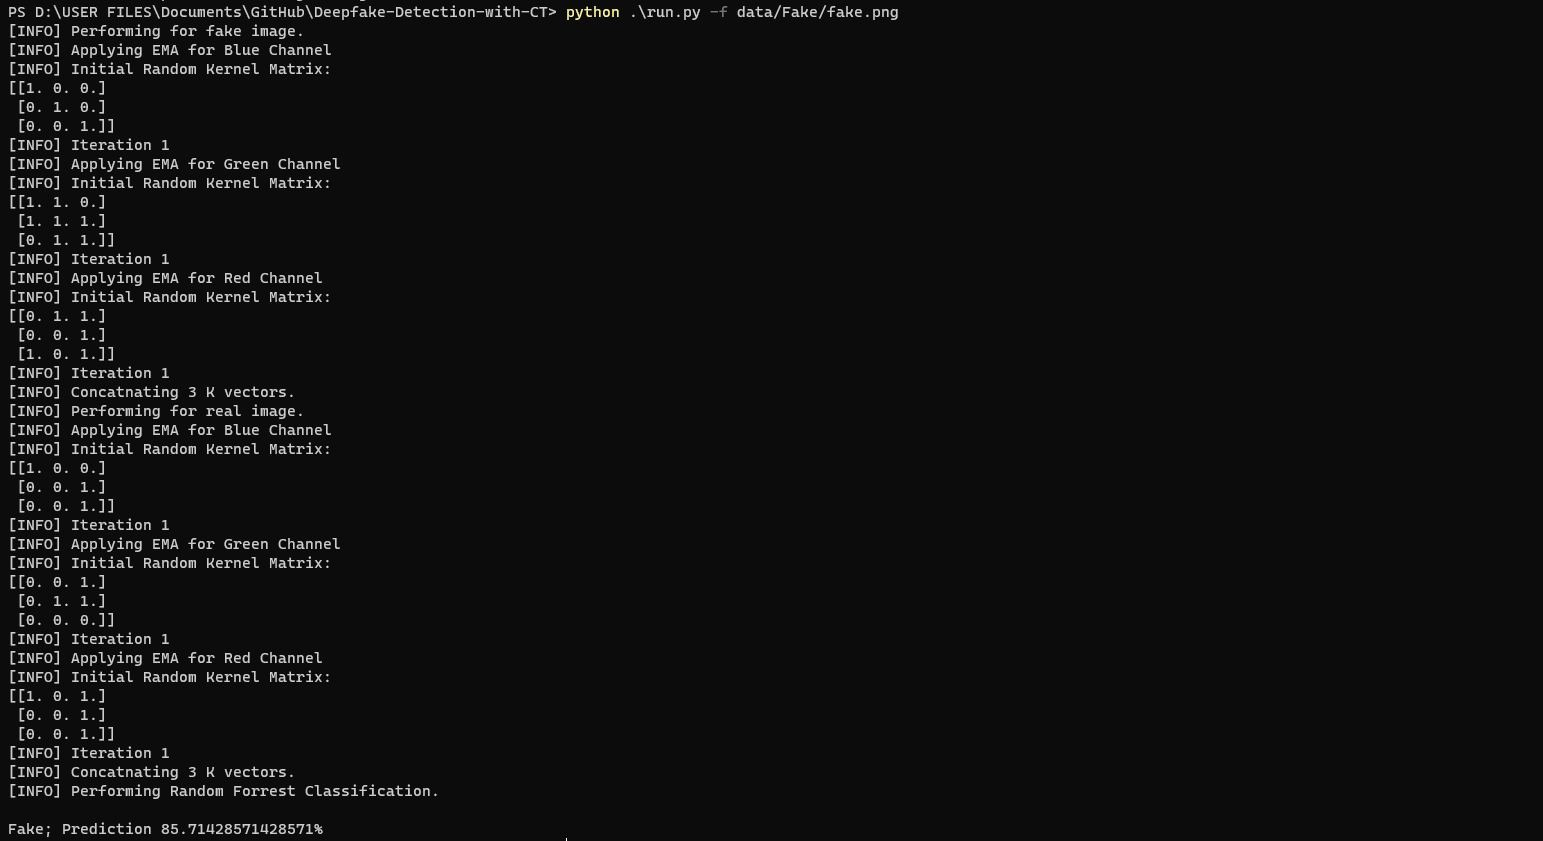 PS D:\USER FILES\Documents\GitHub\Deepfake-Detection-with-CT> python .\run.py -f data/Fake/fake.png
[INFO] Performing for fake image.
[INFO] Applying EMA for Blue Channel
[INFO] Initial Random Kernel Matrix:
[[1. 0. 0.]
 [0. 1. 0.]
 [0. 0. 1.]]
[INFO] Iteration 1
[INFO] Applying EMA for Green Channel
[INFO] Initial Random Kernel Matrix:
[[1. 1. 0.]
 [1. 1. 1.]
 [0. 1. 1.]]
[INFO] Iteration 1
[INFO] Applying EMA for Red Channel
[INFO] Initial Random Kernel Matrix:
[[0. 1. 1.]
 [0. 0. 1.]
 [1. 0. 1.]]
[INFO] Iteration 1
[INFO] Concatnating 3 K vectors.
[INFO] Performing for real image.
[INFO] Applying EMA for Blue Channel
[INFO] Initial Random Kernel Matrix:
[[1. 0. 0.]
 [0. 0. 1.]
 [0. 0. 1.]]
[INFO] Iteration 1
[INFO] Applying EMA for Green Channel
[INFO] Initial Random Kernel Matrix:
[[0. 0. 1.]
 [0. 1. 1.]
 [0. 0. 0.]]
[INFO] Iteration 1
[INFO] Applying EMA for Red Channel
[INFO] Initial Random Kernel Matrix:
[[1. 0. 1.]
 [0. 0. 1.]
 [0. 0. 1.]]
[INFO] Iteration 1
[INFO] Concatnating 3 K vectors.
[INFO] Performing Random Forrest Classification.

Fake; Prediction 85.71428571428571%